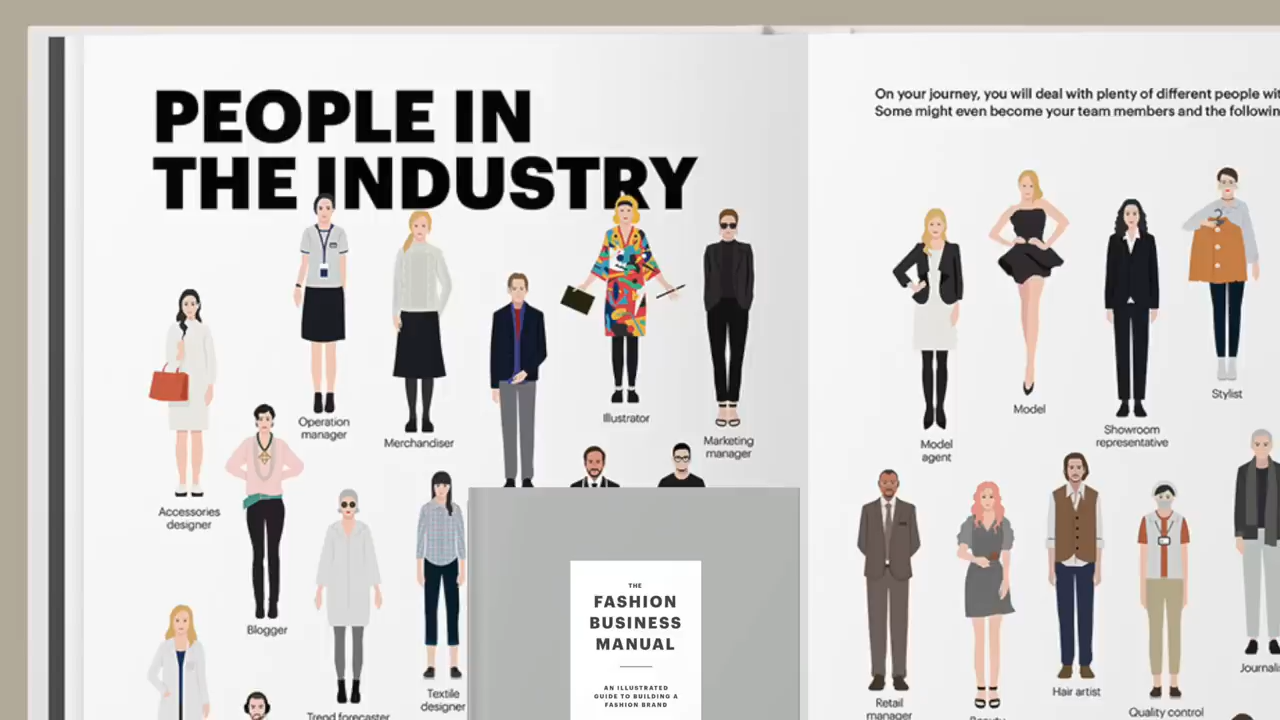 PEOPLE IN
THE INDUSTRY
On your journey, you will deal with plenty of different people
Some might even become your team members and the
Operation
manager
Merchandiser
Illustrator
Marketing
manager
Accessories
designer
Blogger
Trend forecaster
Textile
designer
THE
FASHION
BUSINESS
MANUAL
AN ILLUSTRATED
GUIDE TO BUILDING A
FASHION BRAND
Model
agent
Model
Showroom
representative
Stylist
Retail
manager
Hair artist
Quality control